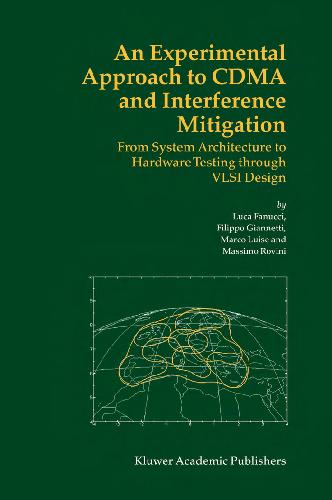 An Experimental
Approach to CDMA
and Interference
Mitigation
From System Architecture to
Hardware Testing through
VLSI Design
by
Luca Fanucci,
Filippo Giannetti,
Marco Luise and
Massimo Rovini
Kluwer Academic Publishers